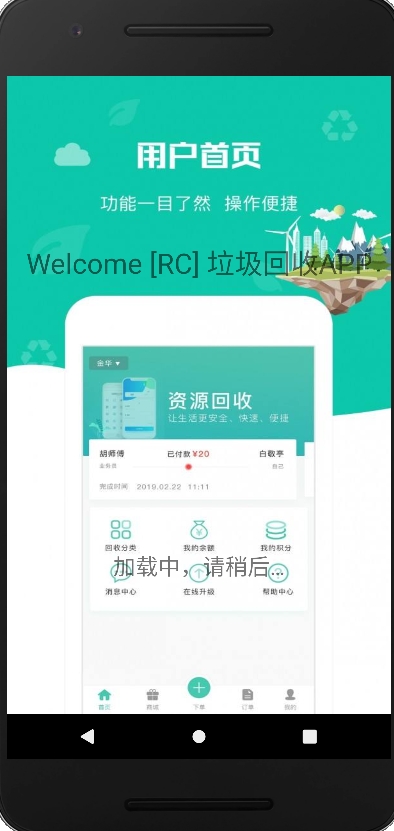 用户首页
功能一目了然 操作便捷
Welcome [RC] 垃圾回收APP
金华
资源回收
让生活更安全、快速、便捷
胡师傅 已付款 ¥20 白敬亭
业务员 自己
完成时间 2019.02.22 11:11
回收分类 我的余额 我的积分
加载中，请稍后...
消息中心 在线升级 帮助中心
首页 商城 下单 订单 我的